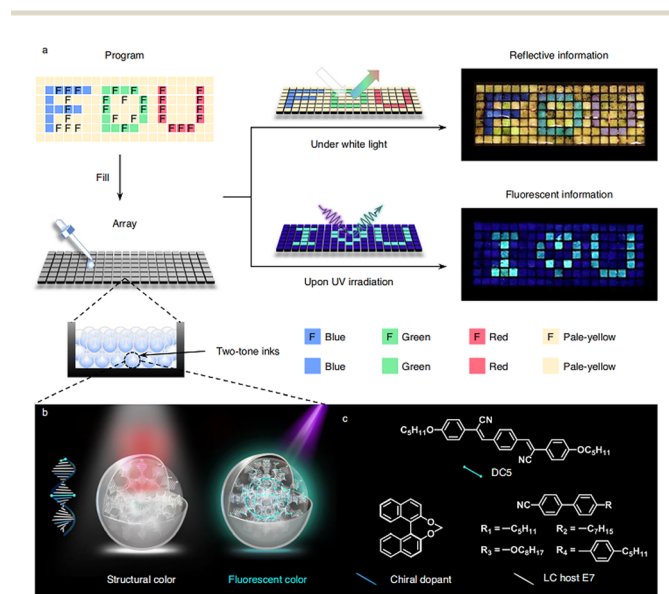 a
Program
Reflective information
F F F F F F
F F F F
F F F F
F F F F
F F F F F F F
Under white light
Fill
Fluorescent information
Array
Upon UV irradiation
Two-tone inks
F Blue F Green F Red F Pale-yellow
Blue Green Red Pale-yellow
b
c
CN
C₅H₁₁O
OC₅H₁₁
CN
DC5
NC
R
O
O
R₁ = —C₅H₁₁ R₂ = —C₇H₁₅
R₃ = —OC₈H₁₇ R₄ = —C₅H₁₁
Structural color
Fluorescent color
Chiral dopant
LC host E7